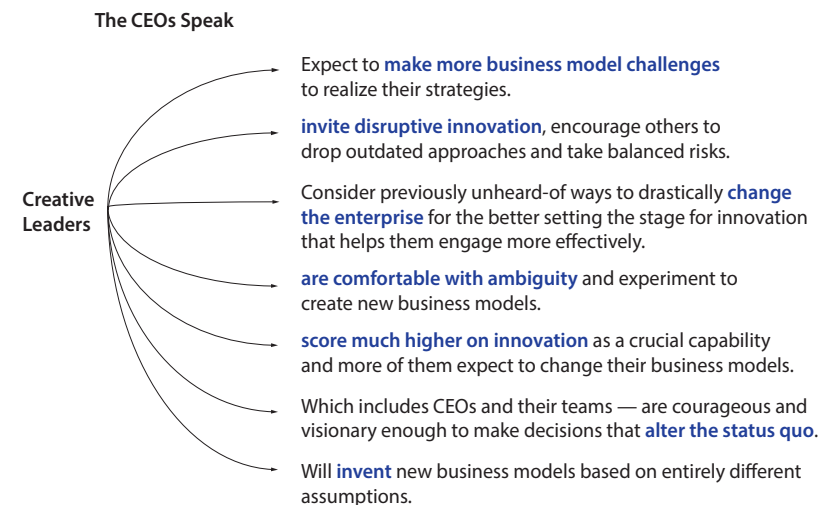 The CEOs Speak
Expect to make more business model challenges
to realize their strategies.
invite disruptive innovation, encourage others to
drop outdated approaches and take balanced risks.
Creative
Leaders
Consider previously unheard-of ways to drastically change
the enterprise for the better setting the stage for innovation
that helps them engage more effectively.
are comfortable with ambiguity and experiment to
create new business models.
score much higher on innovation as a crucial capability
and more of them expect to change their business models.
Which includes CEOs and their teams — are courageous and
visionary enough to make decisions that alter the status quo.
Will invent new business models based on entirely different
assumptions.